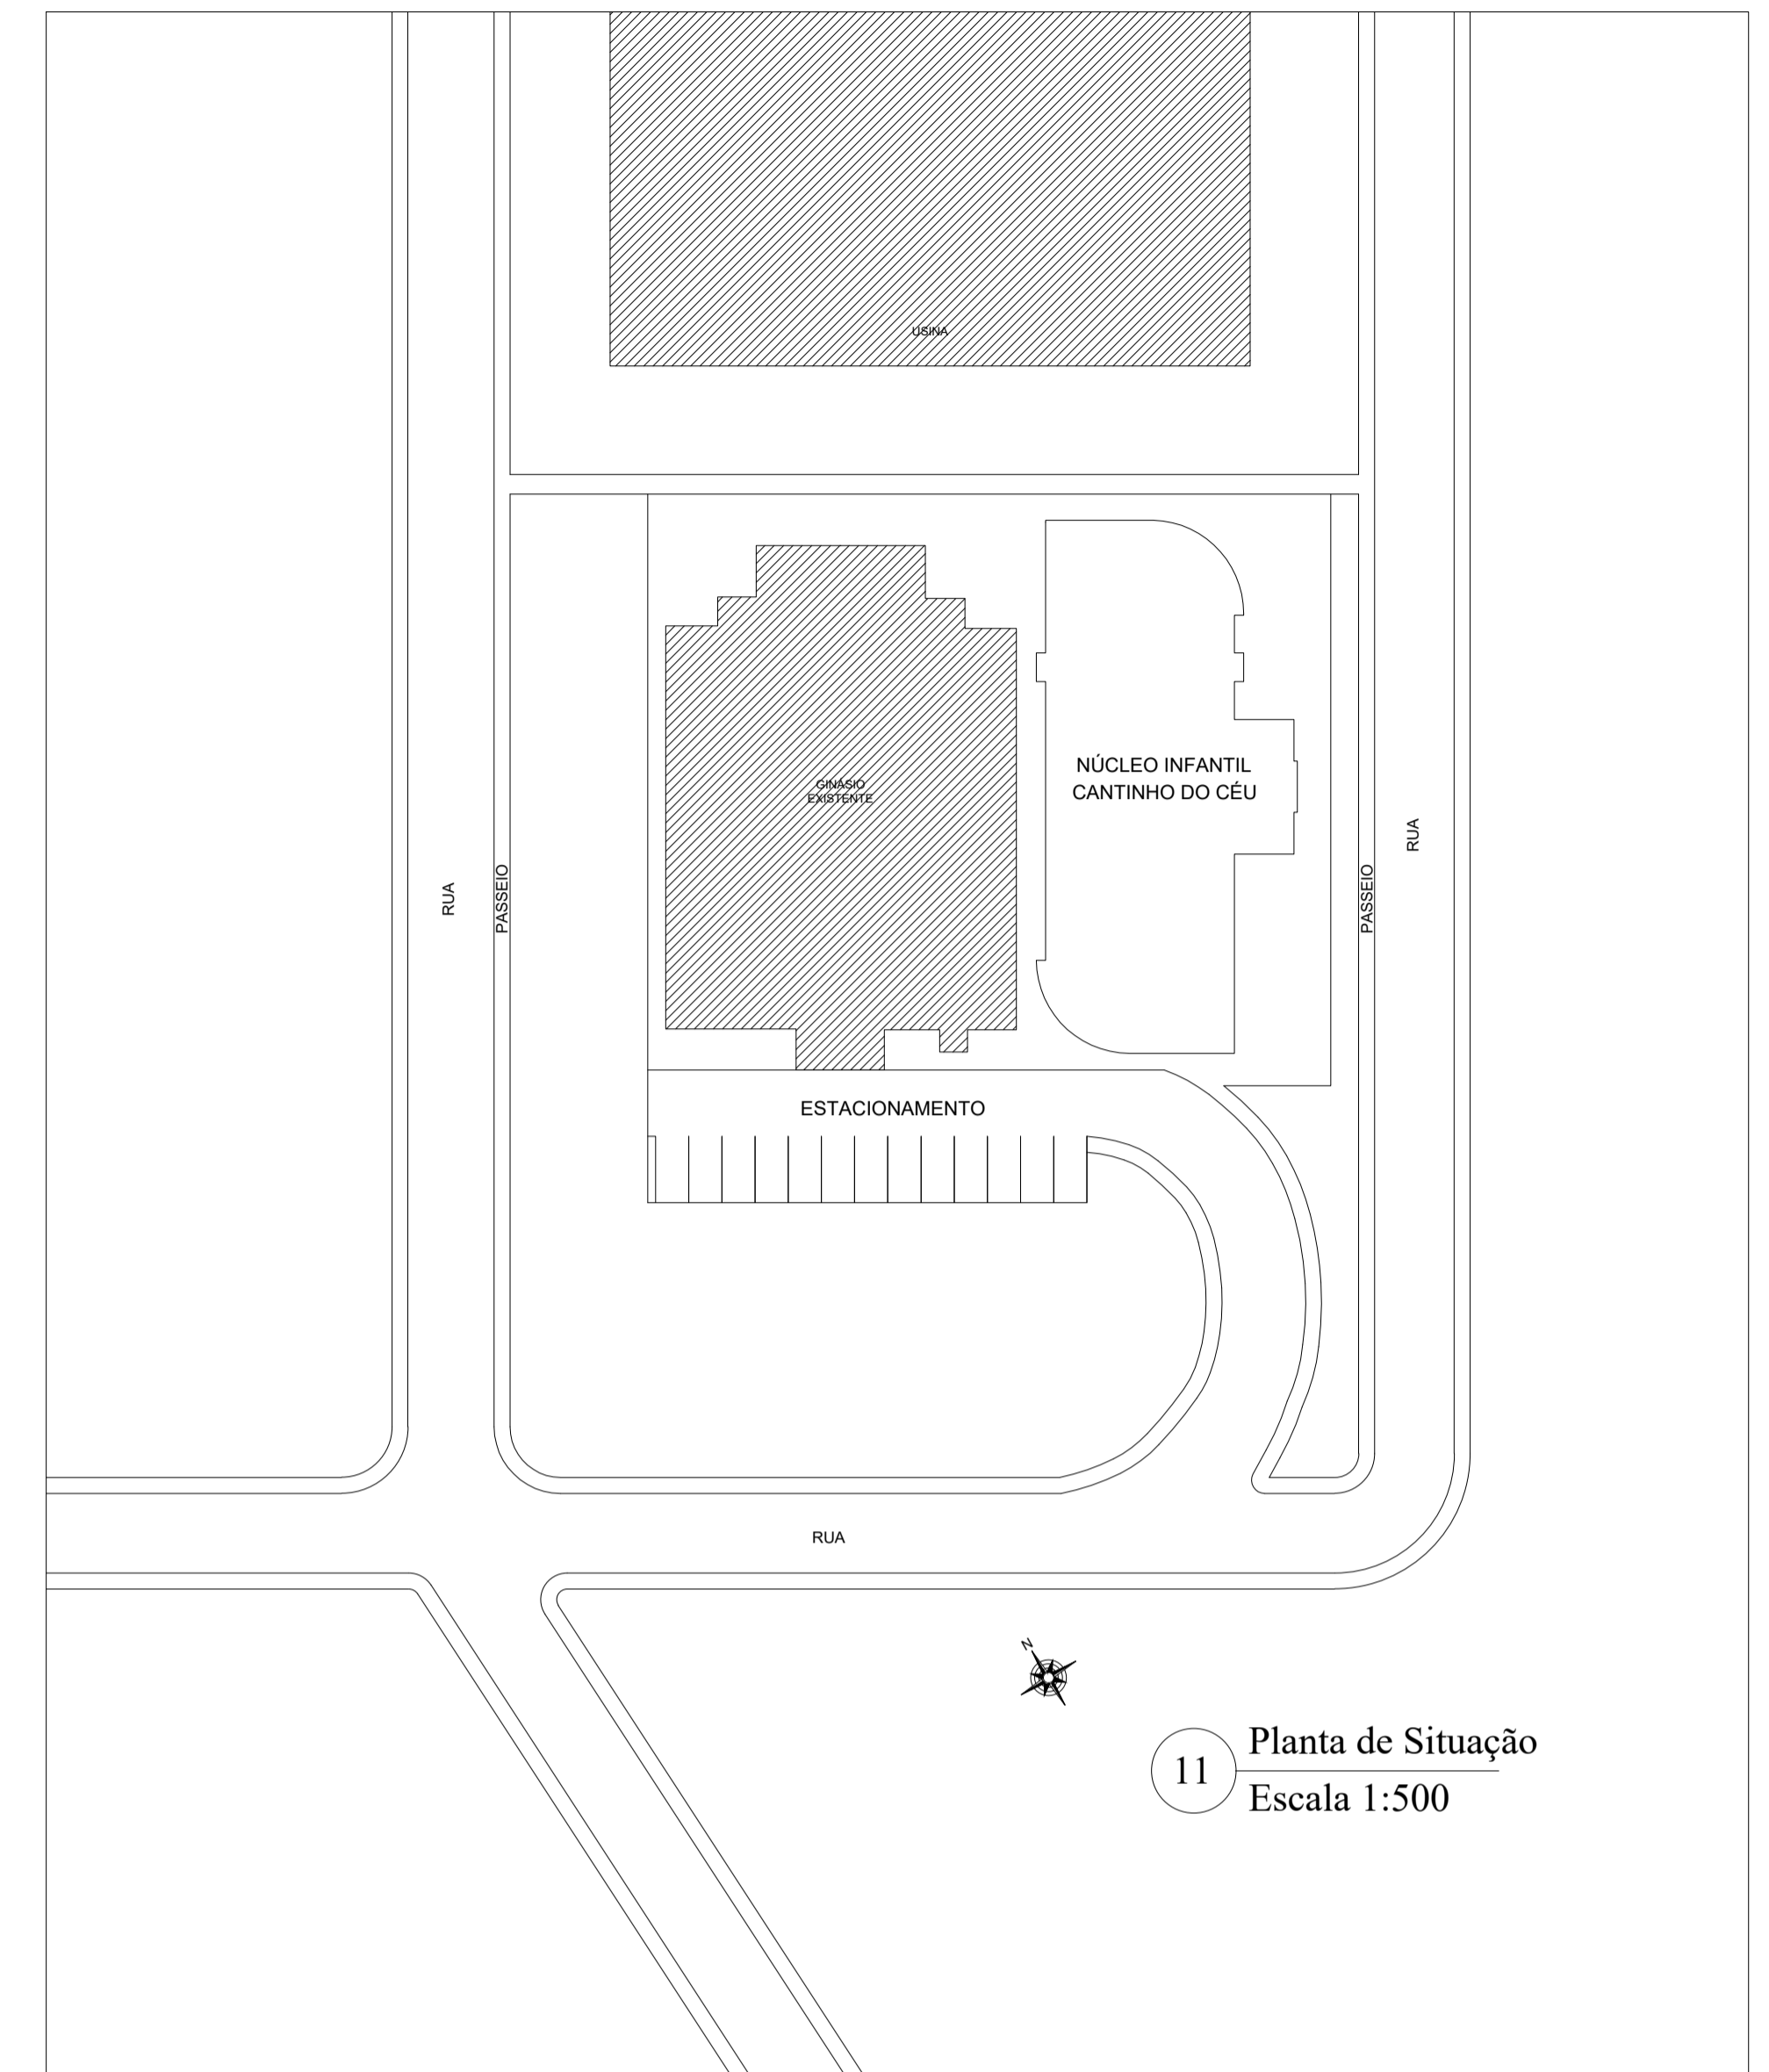 USINA
GINÁSIO
EXISTENTE
NÚCLEO INFANTIL
CANTINHO DO CÉU
RUA
PASSEIO
PASSEIO
RUA
ESTACIONAMENTO
RUA
N
11
Planta de Situação
Escala 1:500